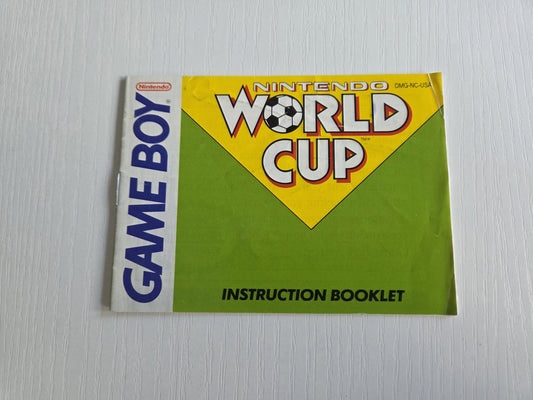 Nintendo
GAME BOY
NINTENDO
DMG-NC-USA
WORLD
CUP
INSTRUCTION BOOKLET